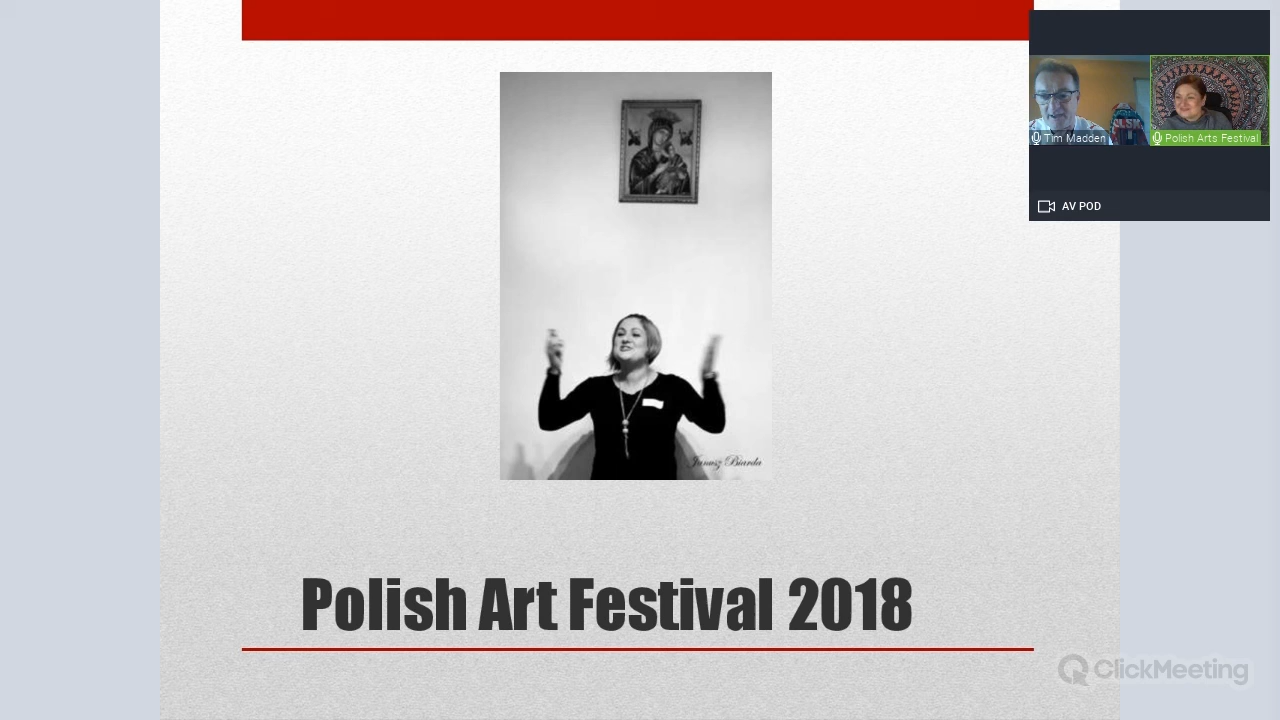 Tim Madden
Polish Arts Festival
AV POD
Janusz Biarda
Polish Art Festival 2018
ClickMeeting